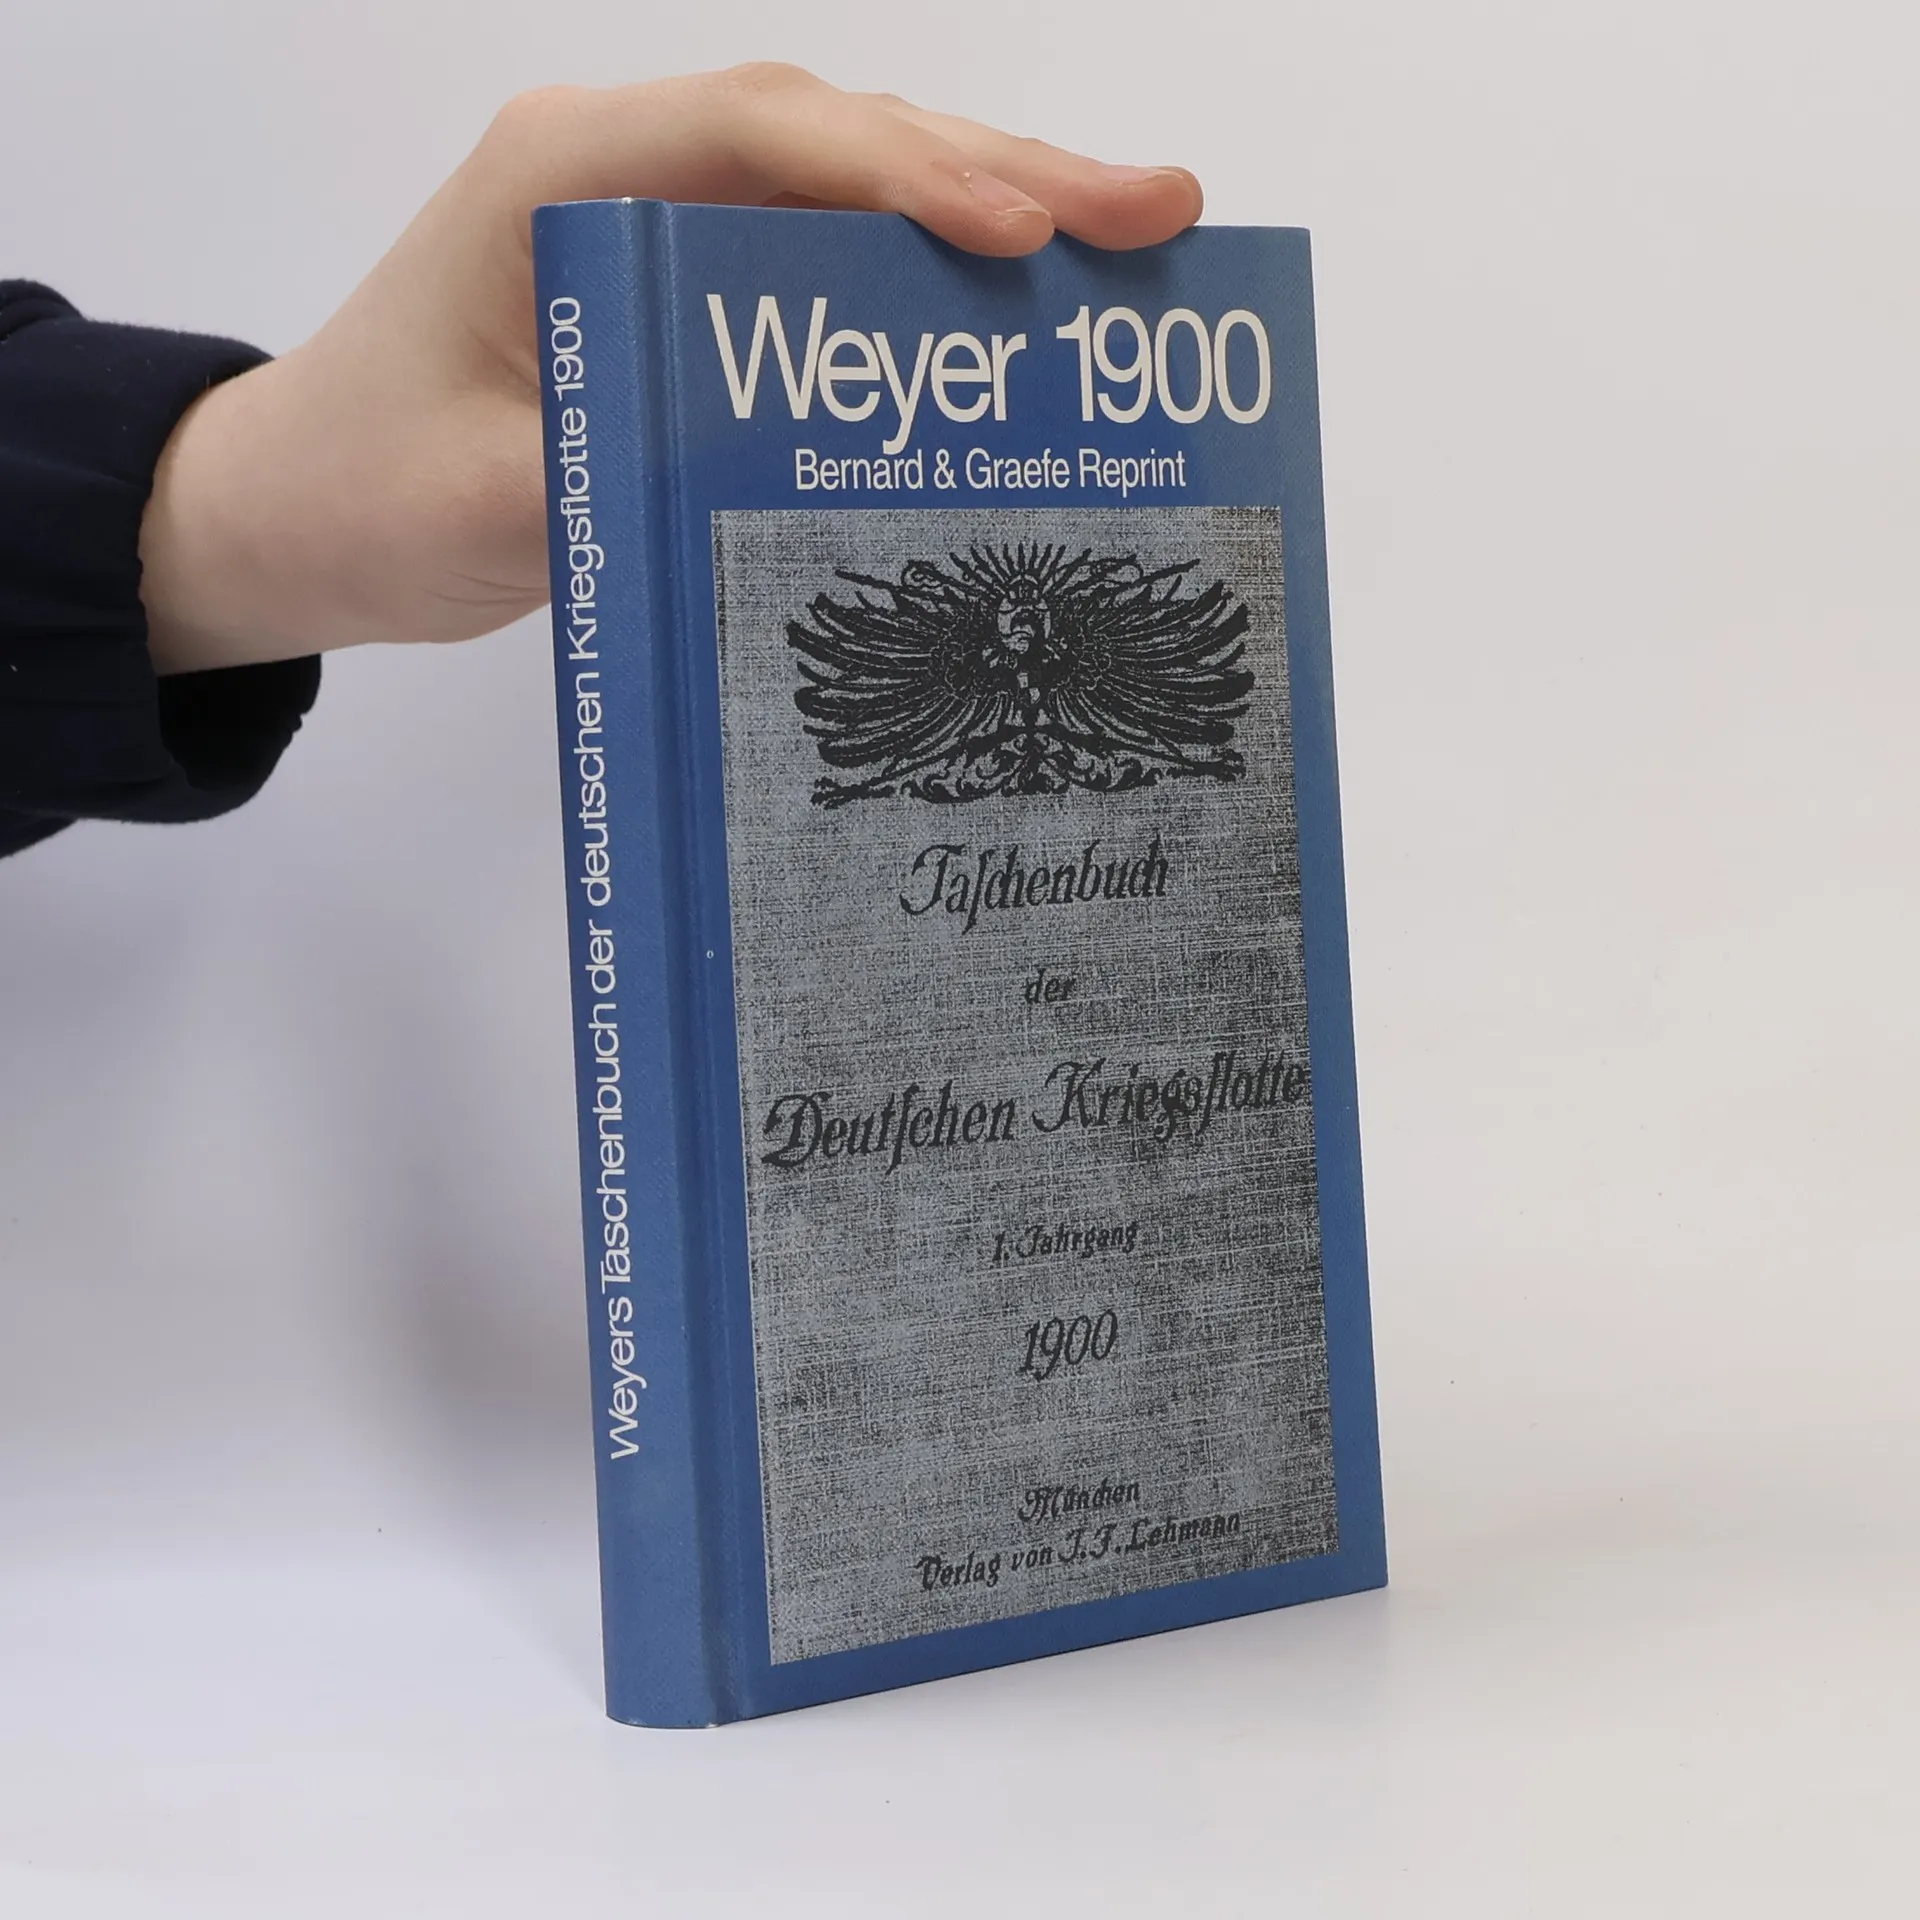 Weyers Taschenbuch der deutschen Kriegsflotte 1900
Weyer 1900
Bernard & Graefe Reprint
Taſchenbuch
der
Deutſchen Kriegsflotte
I. Jahrgang
1900
München
Verlag von J. F. Lehmann